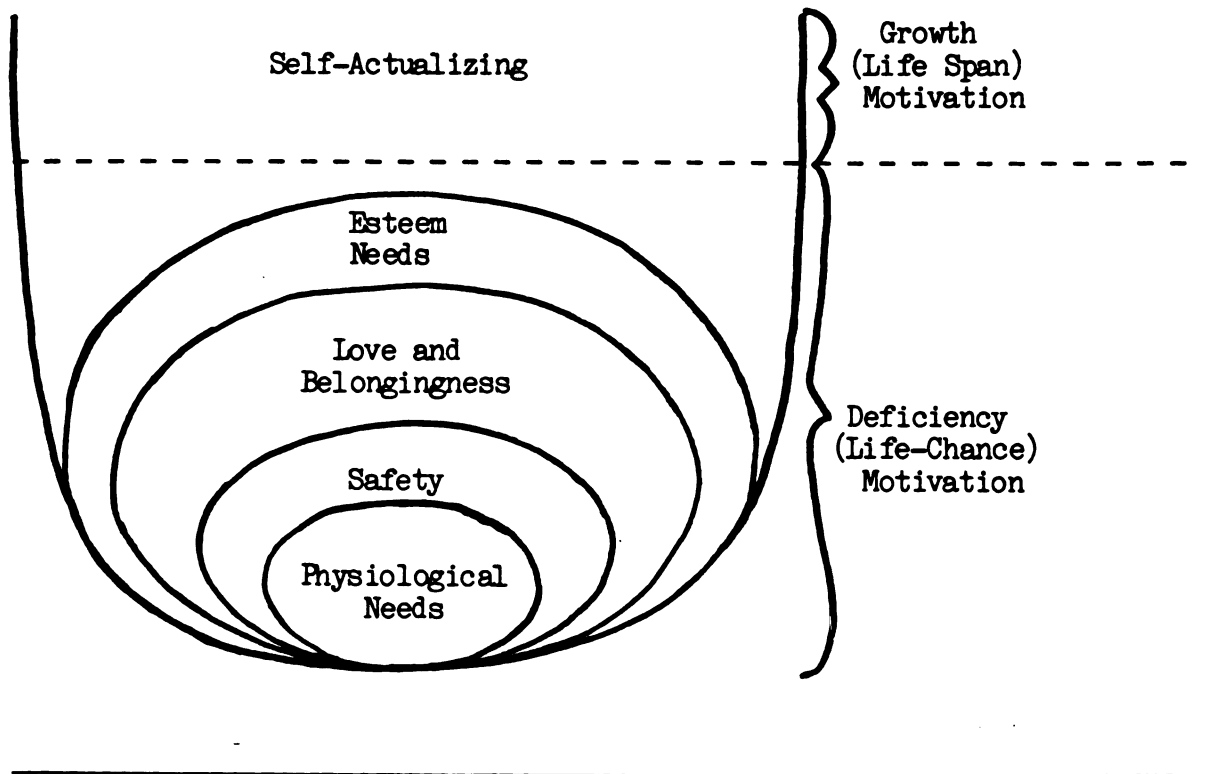 Self-Actualizing
Growth
(Life Span)
Motivation
Esteem
Needs
Love and
Belongingness
Safety
Physiological
Needs
Deficiency
(Life-Chance)
Motivation